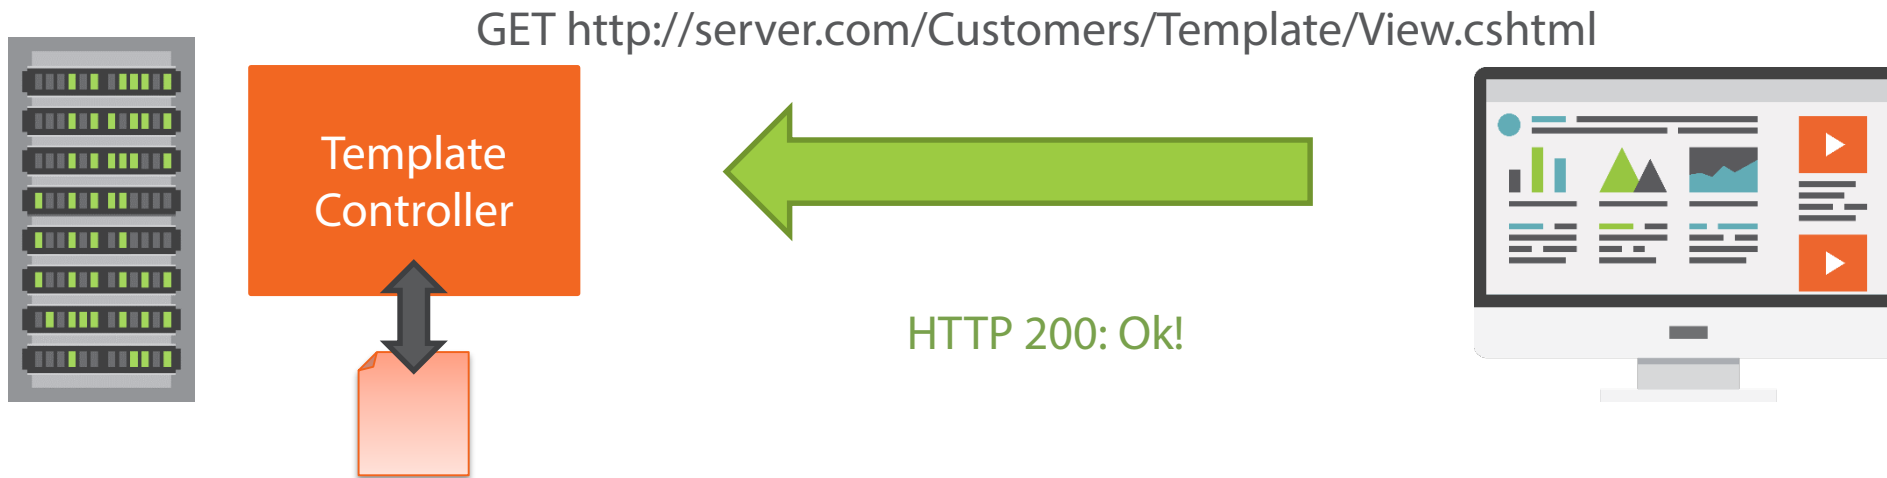 GET http://server.com/Customers/Template/View.cshtml
Template
Controller
HTTP 200: Ok!